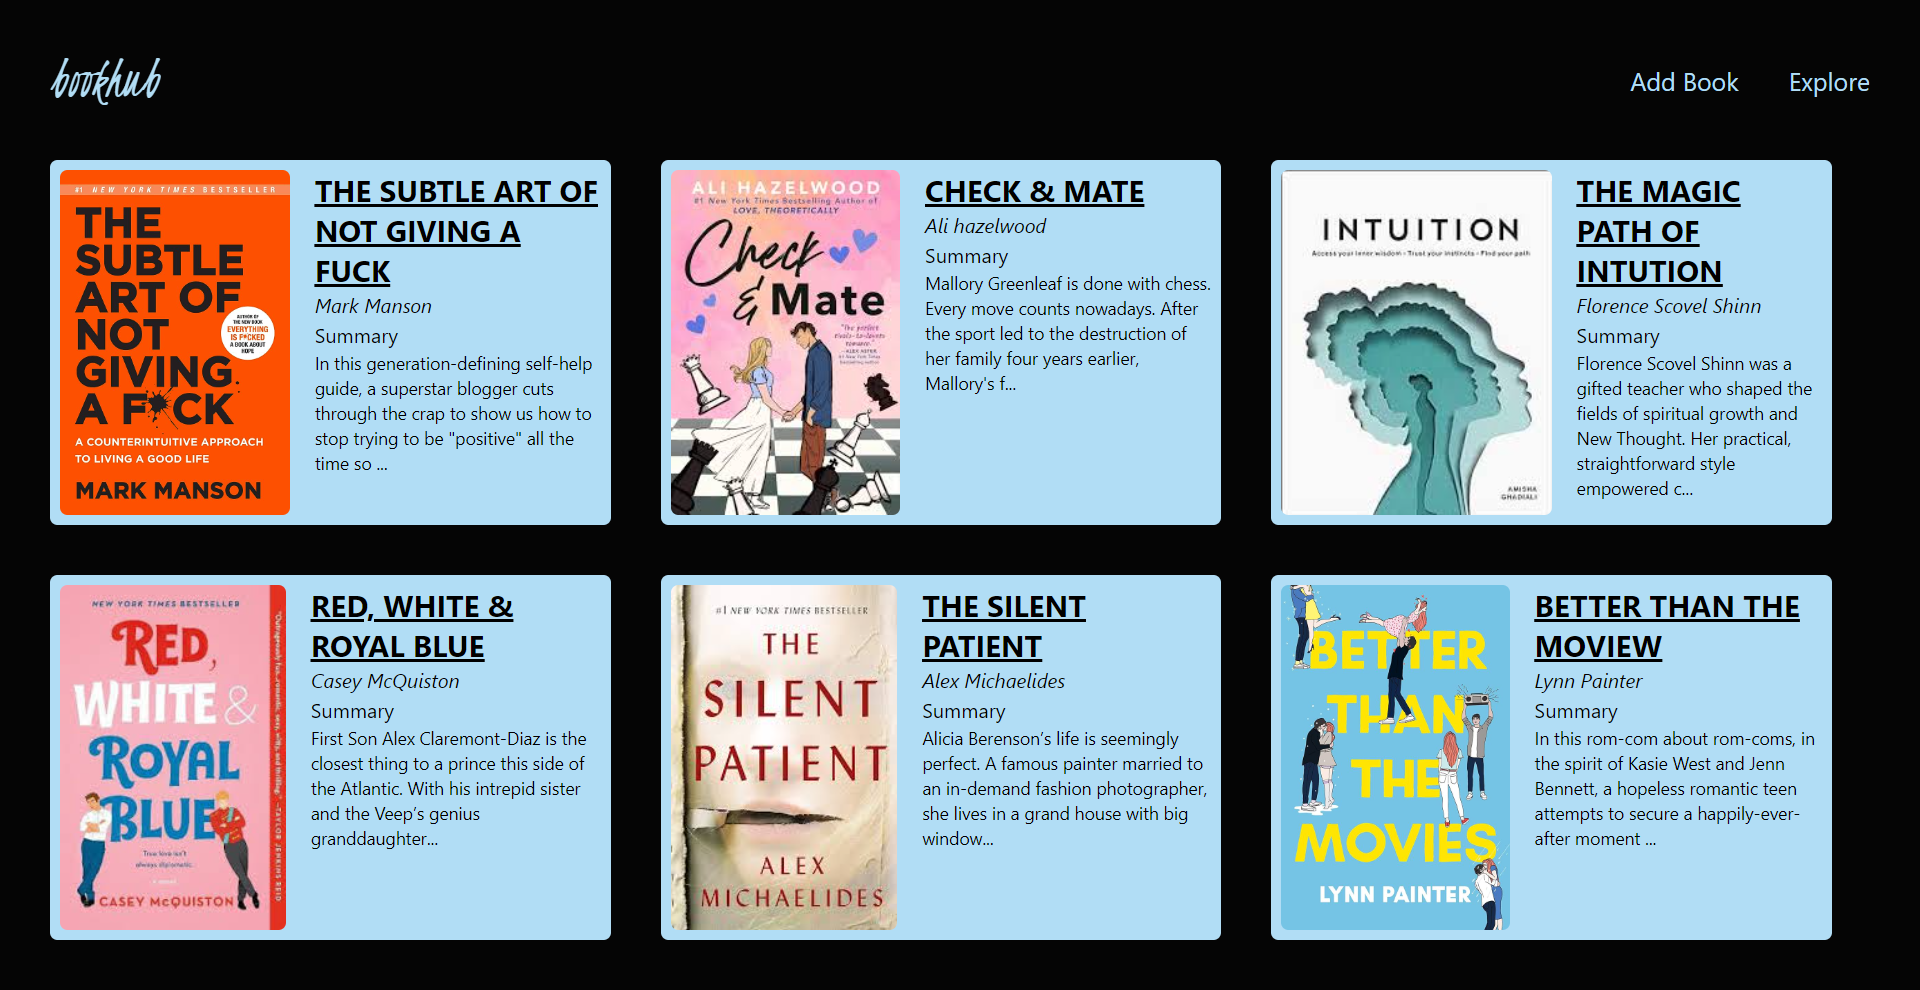 bookhub
Add Book
Explore
#1 NEW YORK TIMES BESTSELLER
THE
SUBTLE
ART OF
NOT
GIVING
A F CK
AUTHOR OF
THE NEW BOOK
EVERYTHING
IS F*CKED
A BOOK ABOUT
HOPE
A COUNTERINTUITIVE APPROACH
TO LIVING A GOOD LIFE
MARK MANSON
THE SUBTLE ART OF
NOT GIVING A
FUCK
Mark Manson
Summary
In this generation-defining self-help
guide, a superstar blogger cuts
through the crap to show us how to
stop trying to be "positive" all the
time so ...
ALI HAZELWOOD
#1 New York Times Bestselling Author of
LOVE, THEORETICALLY
Check
& Mate
"The perfect
rivals-to-lovers
romance."
—ALEX ASTER
#1 New York Times
bestselling author
CHECK & MATE
Ali hazelwood
Summary
Mallory Greenleaf is done with chess.
Every move counts nowadays. After
the sport led to the destruction of
her family four years earlier,
Mallory's f...
INTUITION
Access your inner wisdom • Trust your instincts • Find your path
AMISHA
GHADIALI
THE MAGIC
PATH OF
INTUTION
Florence Scovel Shinn
Summary
Florence Scovel Shinn was a
gifted teacher who shaped the
fields of spiritual growth and
New Thought. Her practical,
straightforward style
empowered c...
NEW YORK TIMES BESTSELLER
RED,
WHITE &
ROYAL
BLUE
True love isn't
always diplomatic.
a novel
CASEY McQUISTON
"Outrageously fun. romantic, sexy, witty, and thrilling." —TAYLOR JENKINS REID
RED, WHITE &
ROYAL BLUE
Casey McQuiston
Summary
First Son Alex Claremont-Diaz is the
closest thing to a prince this side of
the Atlantic. With his intrepid sister
and the Veep’s genius
granddaughter...
#1 NEW YORK TIMES BESTSELLER
THE
SILENT
PATIENT
ALEX
MICHAELIDES
THE SILENT
PATIENT
Alex Michaelides
Summary
Alicia Berenson’s life is seemingly
perfect. A famous painter married to
an in-demand fashion photographer,
she lives in a grand house with big
window...
BETTER
THAN
THE
MOVIES
LYNN PAINTER
BETTER THAN THE
MOVIEW
Lynn Painter
Summary
In this rom-com about rom-coms, in
the spirit of Kasie West and Jenn
Bennett, a hopeless romantic teen
attempts to secure a happily-ever-
after moment ...